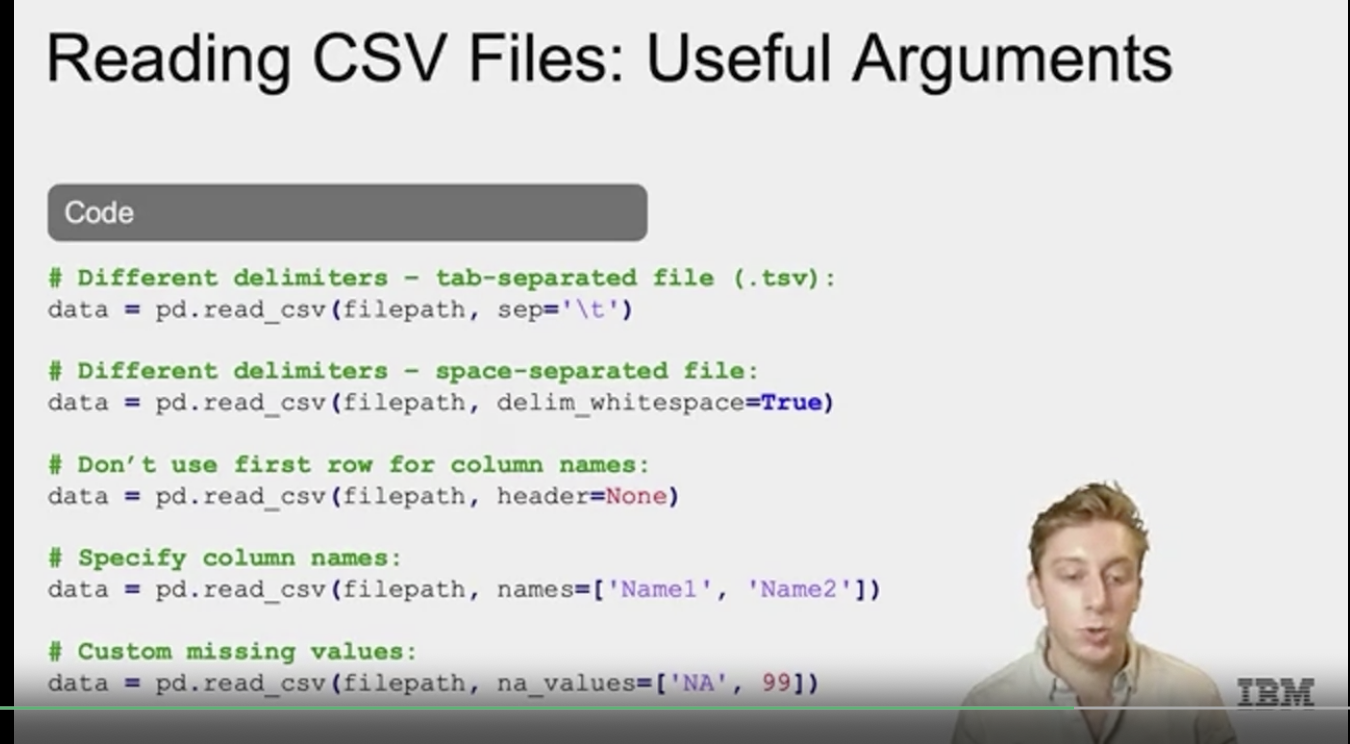 Reading CSV Files: Useful Arguments
Code
# Different delimiters – tab-separated file (.tsv):
data = pd.read_csv(filepath, sep='\t')
# Different delimiters – space-separated file:
data = pd.read_csv(filepath, delim_whitespace=True)
# Don’t use first row for column names:
data = pd.read_csv(filepath, header=None)
# Specify column names:
data = pd.read_csv(filepath, names=['Name1', 'Name2'])
# Custom missing values:
data = pd.read_csv(filepath, na_values=['NA', 99])
IBM